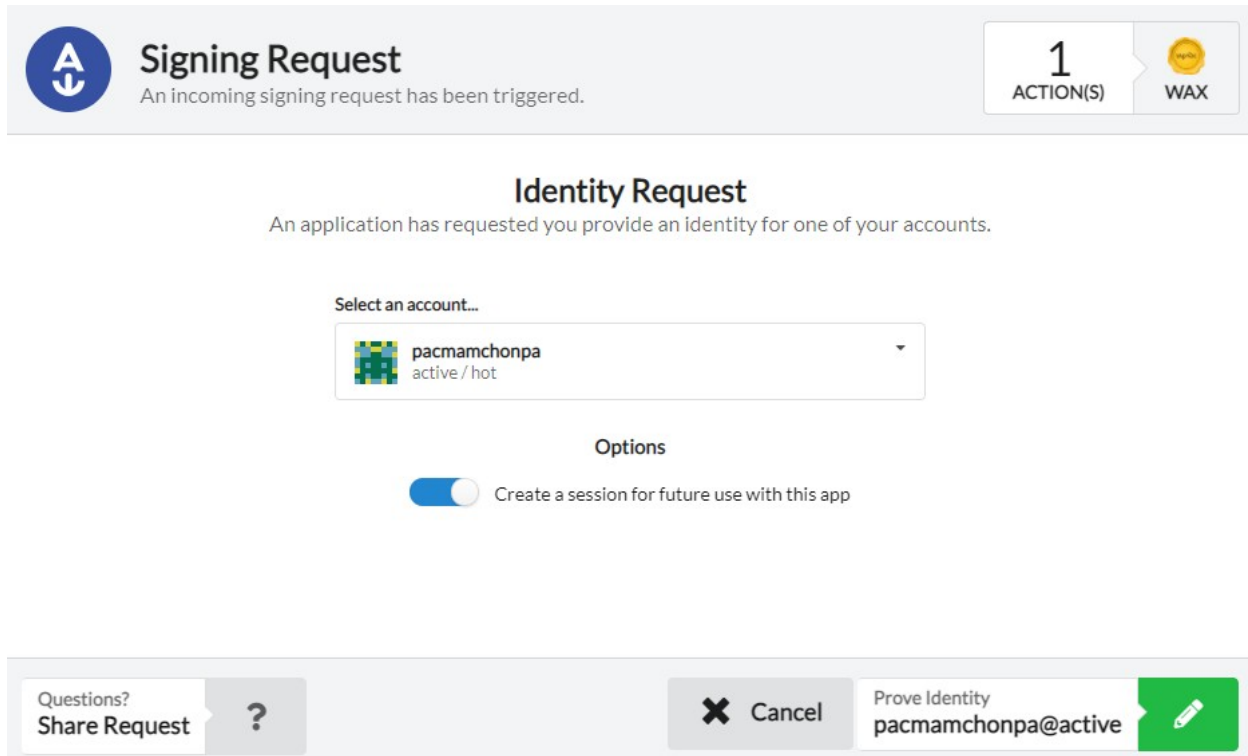 Signing Request
An incoming signing request has been triggered.
1
ACTION(S)
WAX
Identity Request
An application has requested you provide an identity for one of your accounts.
Select an account...
pacmamchonpa
active / hot
Options
Create a session for future use with this app
Questions?
Share Request
?
Cancel
Prove Identity
pacmamchonpa@active